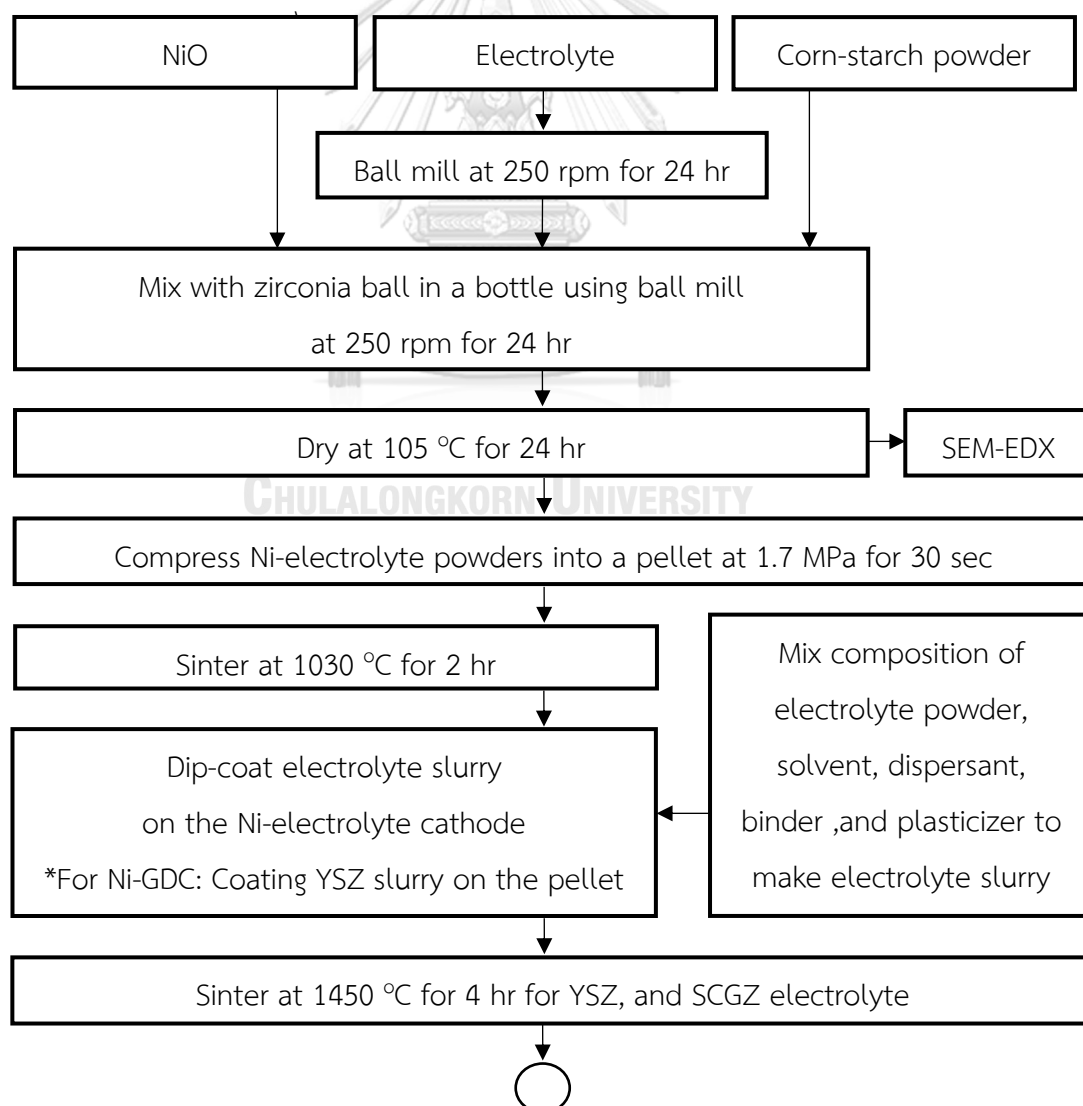 NiO
Electrolyte
Corn-starch powder
Ball mill at 250 rpm for 24 hr
Mix with zirconia ball in a bottle using ball mill
at 250 rpm for 24 hr
Dry at 105 °C for 24 hr
SEM-EDX
CHULALONGKORN UNIVERSITY
Compress Ni-electrolyte powders into a pellet at 1.7 MPa for 30 sec
Sinter at 1030 °C for 2 hr
Mix composition of
electrolyte powder,
solvent, dispersant,
binder ,and plasticizer to
make electrolyte slurry
Dip-coat electrolyte slurry
on the Ni-electrolyte cathode
*For Ni-GDC: Coating YSZ slurry on the pellet
Sinter at 1450 °C for 4 hr for YSZ, and SCGZ electrolyte